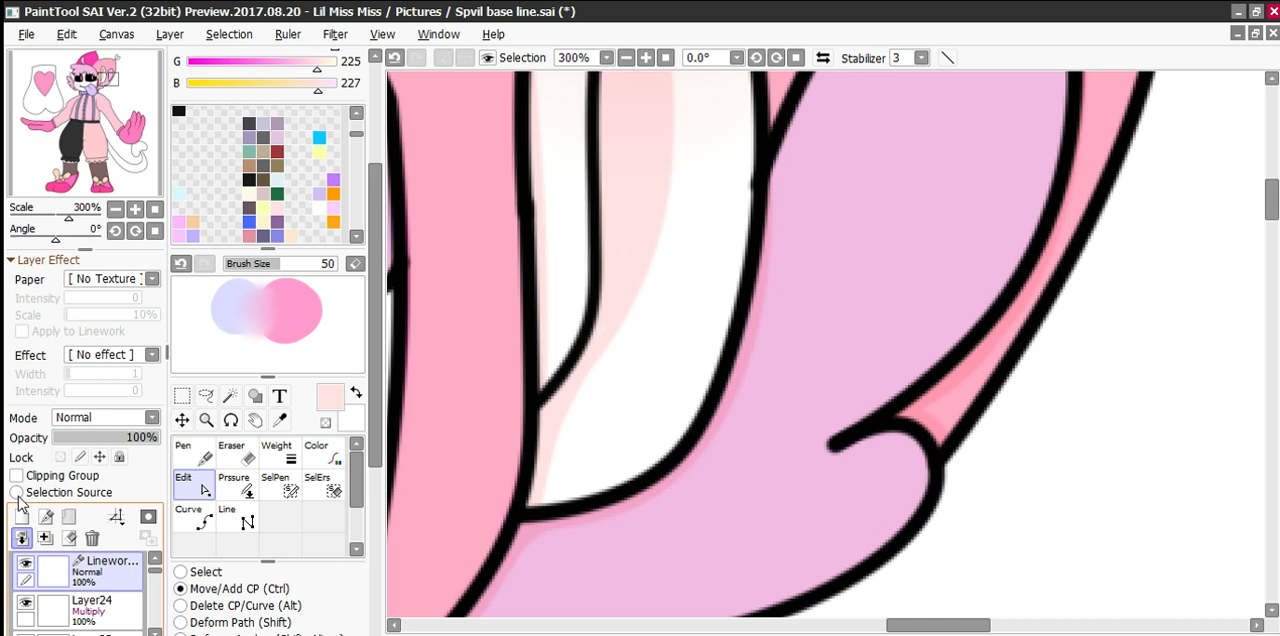 PaintTool SAI Ver.2 (32bit) Preview.2017.08.20 - Lil Miss Miss / Pictures / Spvil base line.sai (*)
File Edit Canvas Layer Selection Ruler Filter View Window Help
G 225
B 227
Selection 300% 0.0° Stabilizer 3
Scale 300%
Angle 0°
Layer Effect
Paper [ No Texture ]
Intensity 0
Scale 10%
Apply to Linework
Effect [ No effect ]
Width 1
Intensity 0
Mode Normal
Opacity 100%
Lock
Clipping Group
Selection Source
Linewor...
Normal
100%
Layer24
Multiply
100%
Brush Size 50
T
Pen Eraser Weight Color
Edit Prssure SelPen SelErs
Curve Line
Select
Move/Add CP (Ctrl)
Delete CP/Curve (Alt)
Deform Path (Shift)